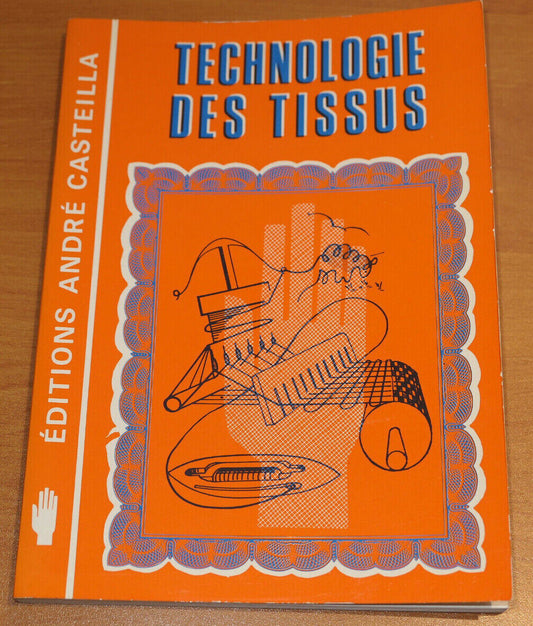 TECHNOLOGIE
DES TISSUS
ÉDITIONS ANDRÉ CASTEILLA